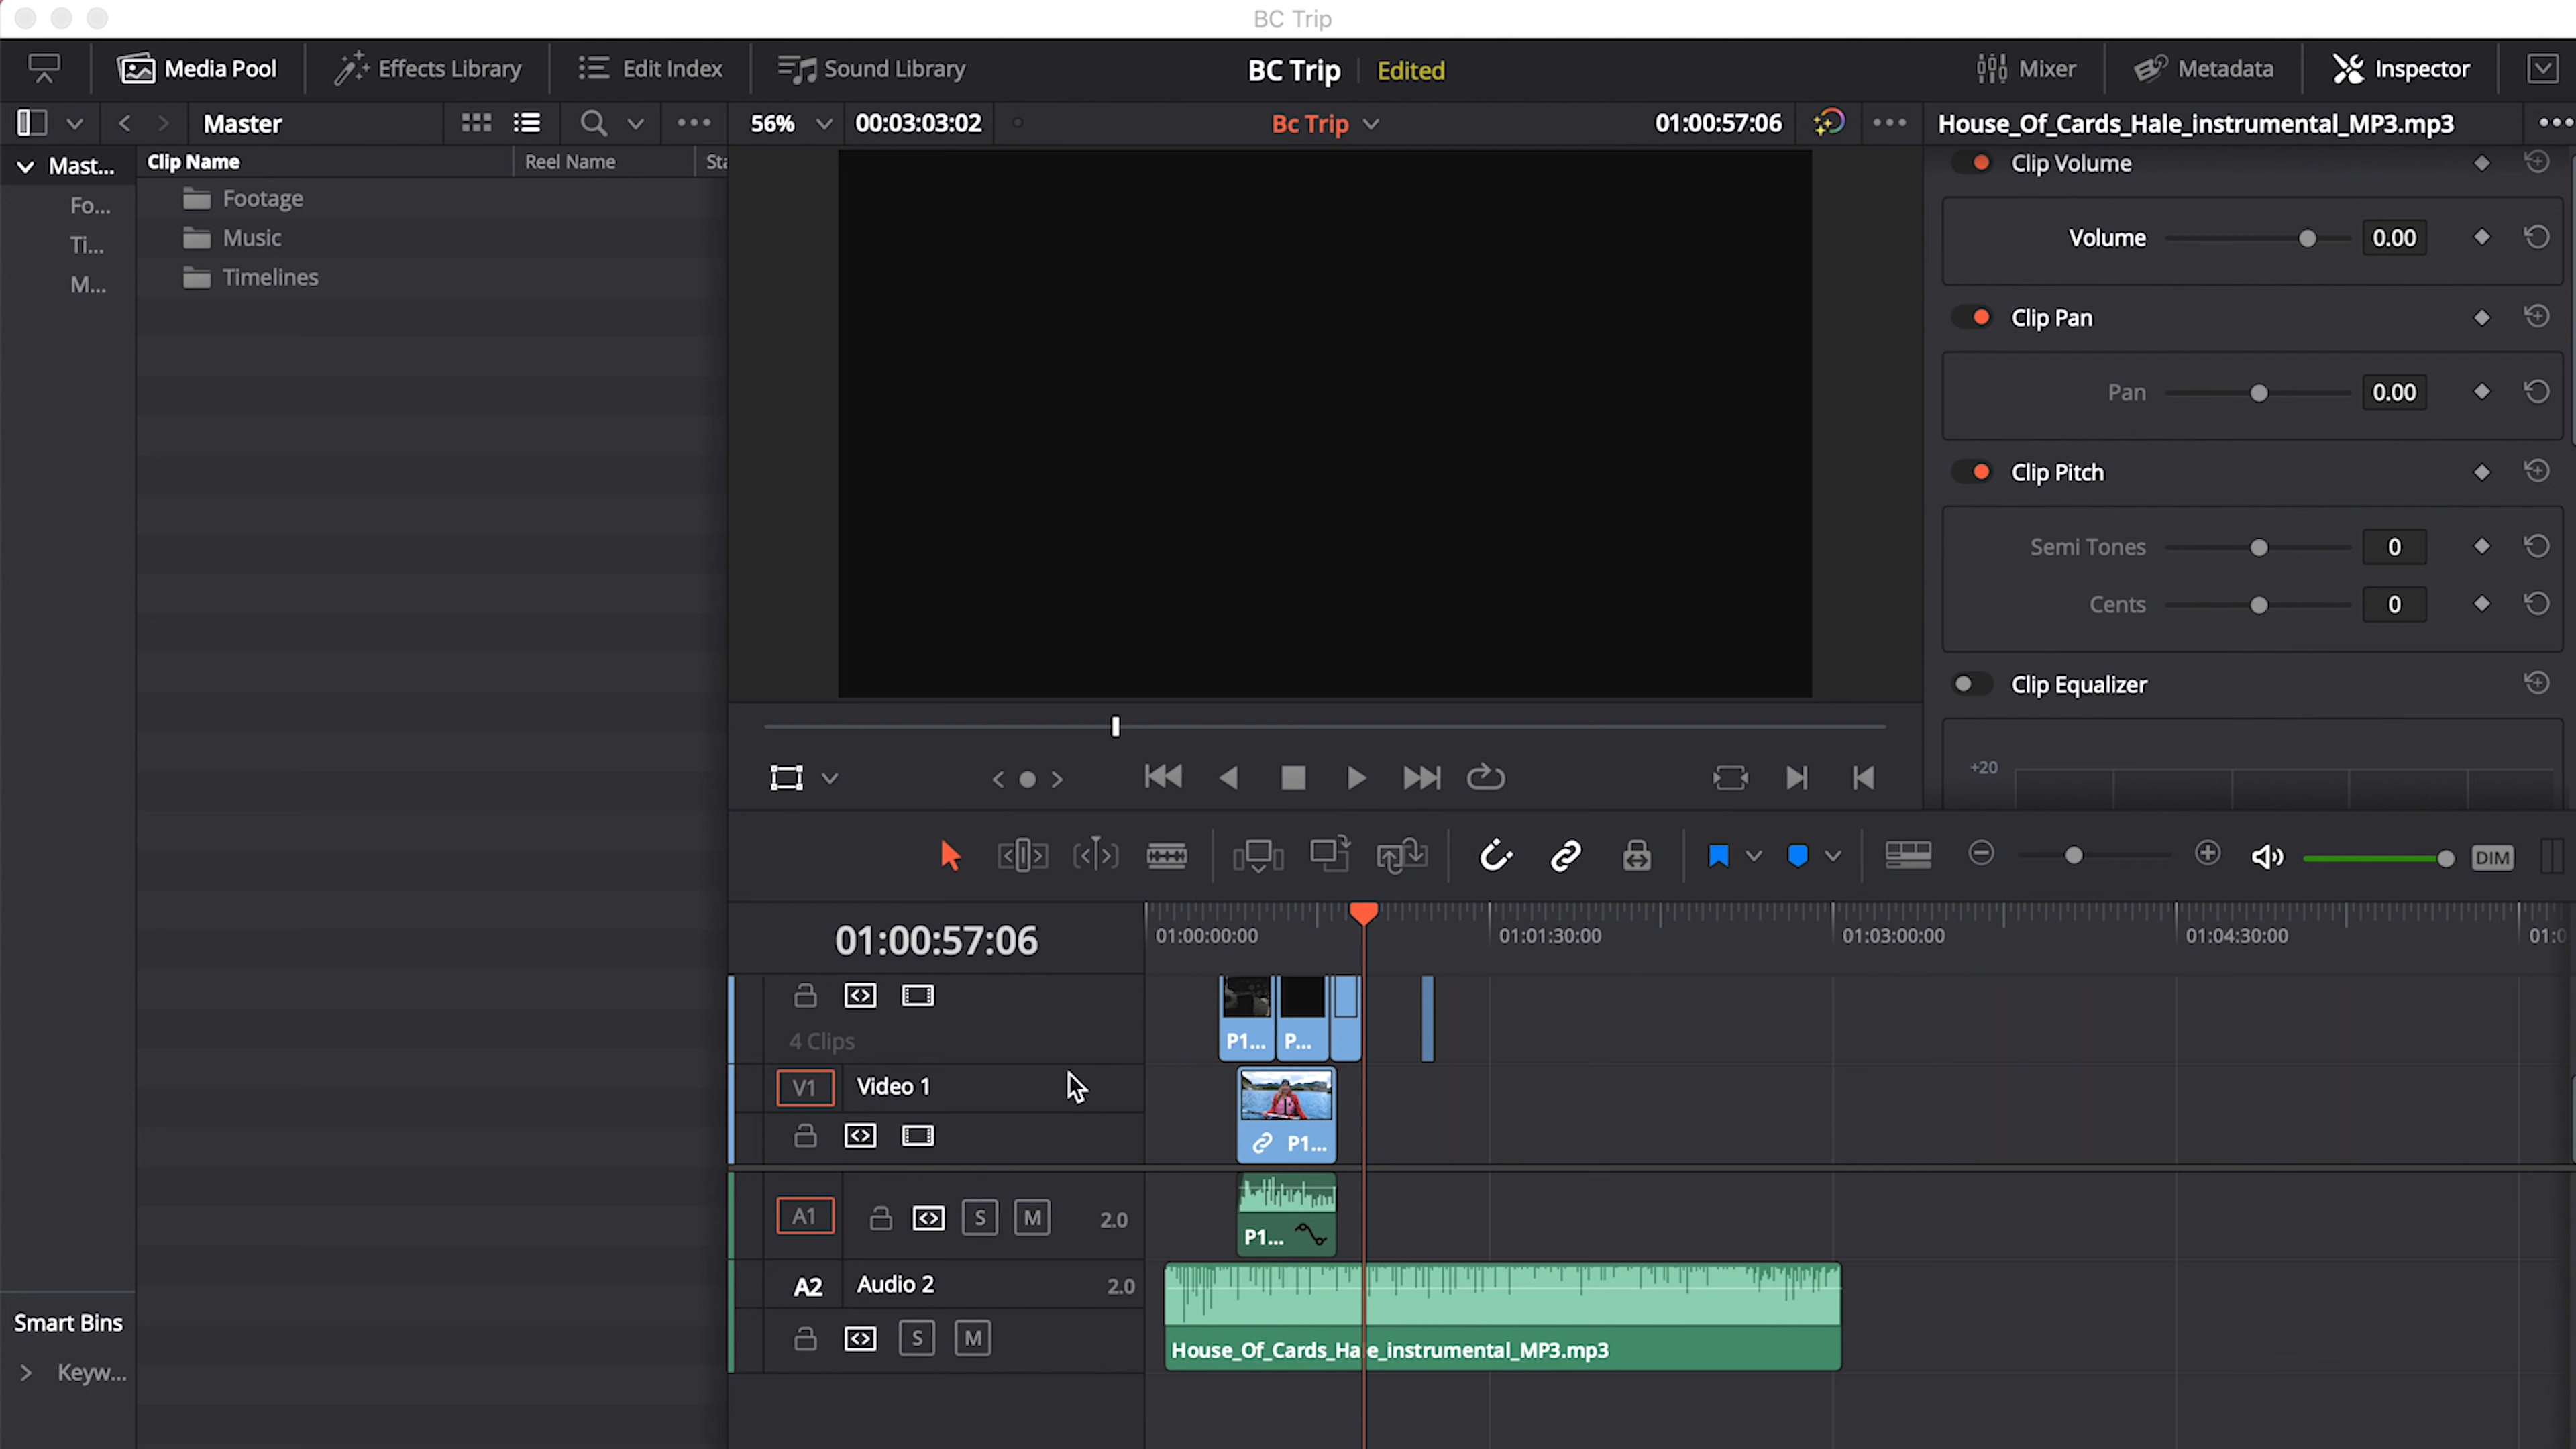 BC Trip
Media Pool
Effects Library
Edit Index
Sound Library
BC Trip
Edited
Mixer
Metadata
Inspector
Master
56%
00:03:03:02
Bc Trip
01:00:57:06
House_Of_Cards_Hale_instrumental_MP3.mp3
Mast...
Clip Name
Reel Name
Sta
Fo...
Footage
Ti...
Music
M...
Timelines
Clip Volume
Volume
0.00
Clip Pan
Pan
0.00
Clip Pitch
Semi Tones
0
Cents
0
Clip Equalizer
+20
DIM
01:00:57:06
01:00:00:00
01:01:30:00
01:03:00:00
01:04:30:00
01:0
4 Clips
P1...
P...
V1
Video 1
P1...
A1
S
M
2.0
P1...
A2
Audio 2
2.0
S
M
House_Of_Cards_Hale_instrumental_MP3.mp3
Smart Bins
Keyw...